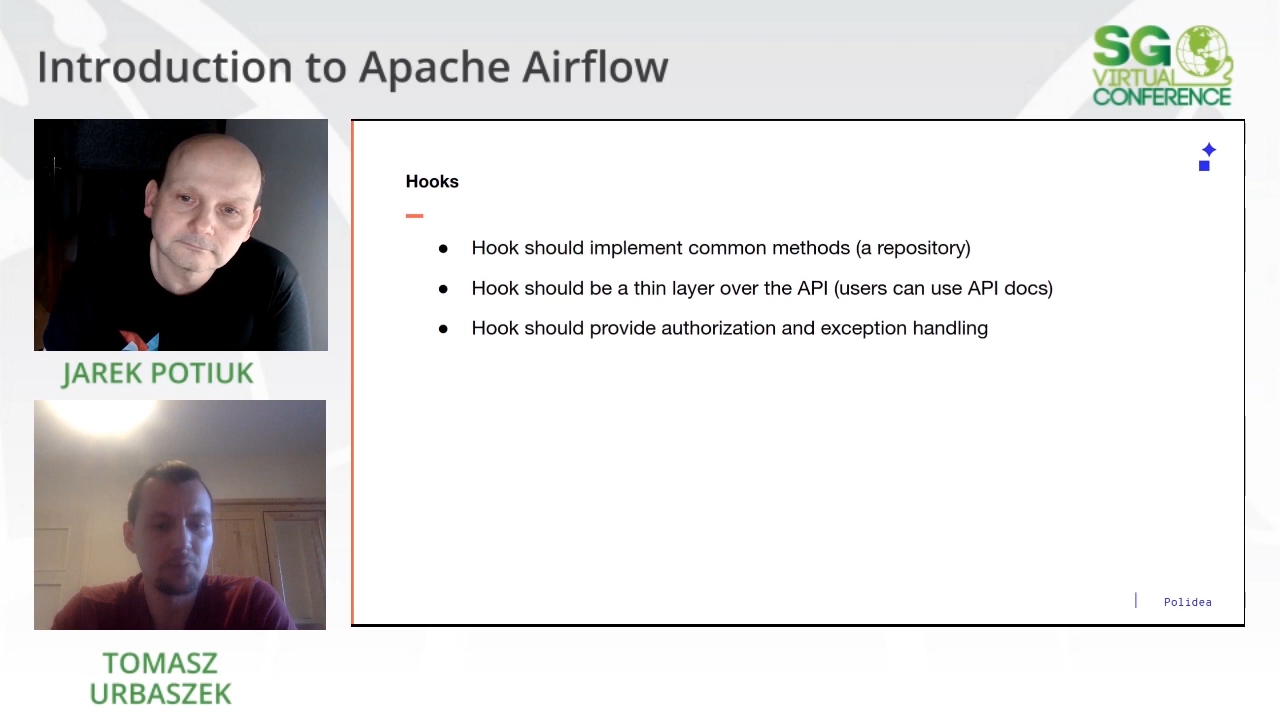 Introduction to Apache Airflow
SG
VIRTUAL
CONFERENCE
JAREK POTIUK
TOMASZ
URBASZEK
Hooks
● Hook should implement common methods (a repository)
● Hook should be a thin layer over the API (users can use API docs)
● Hook should provide authorization and exception handling
Polidea